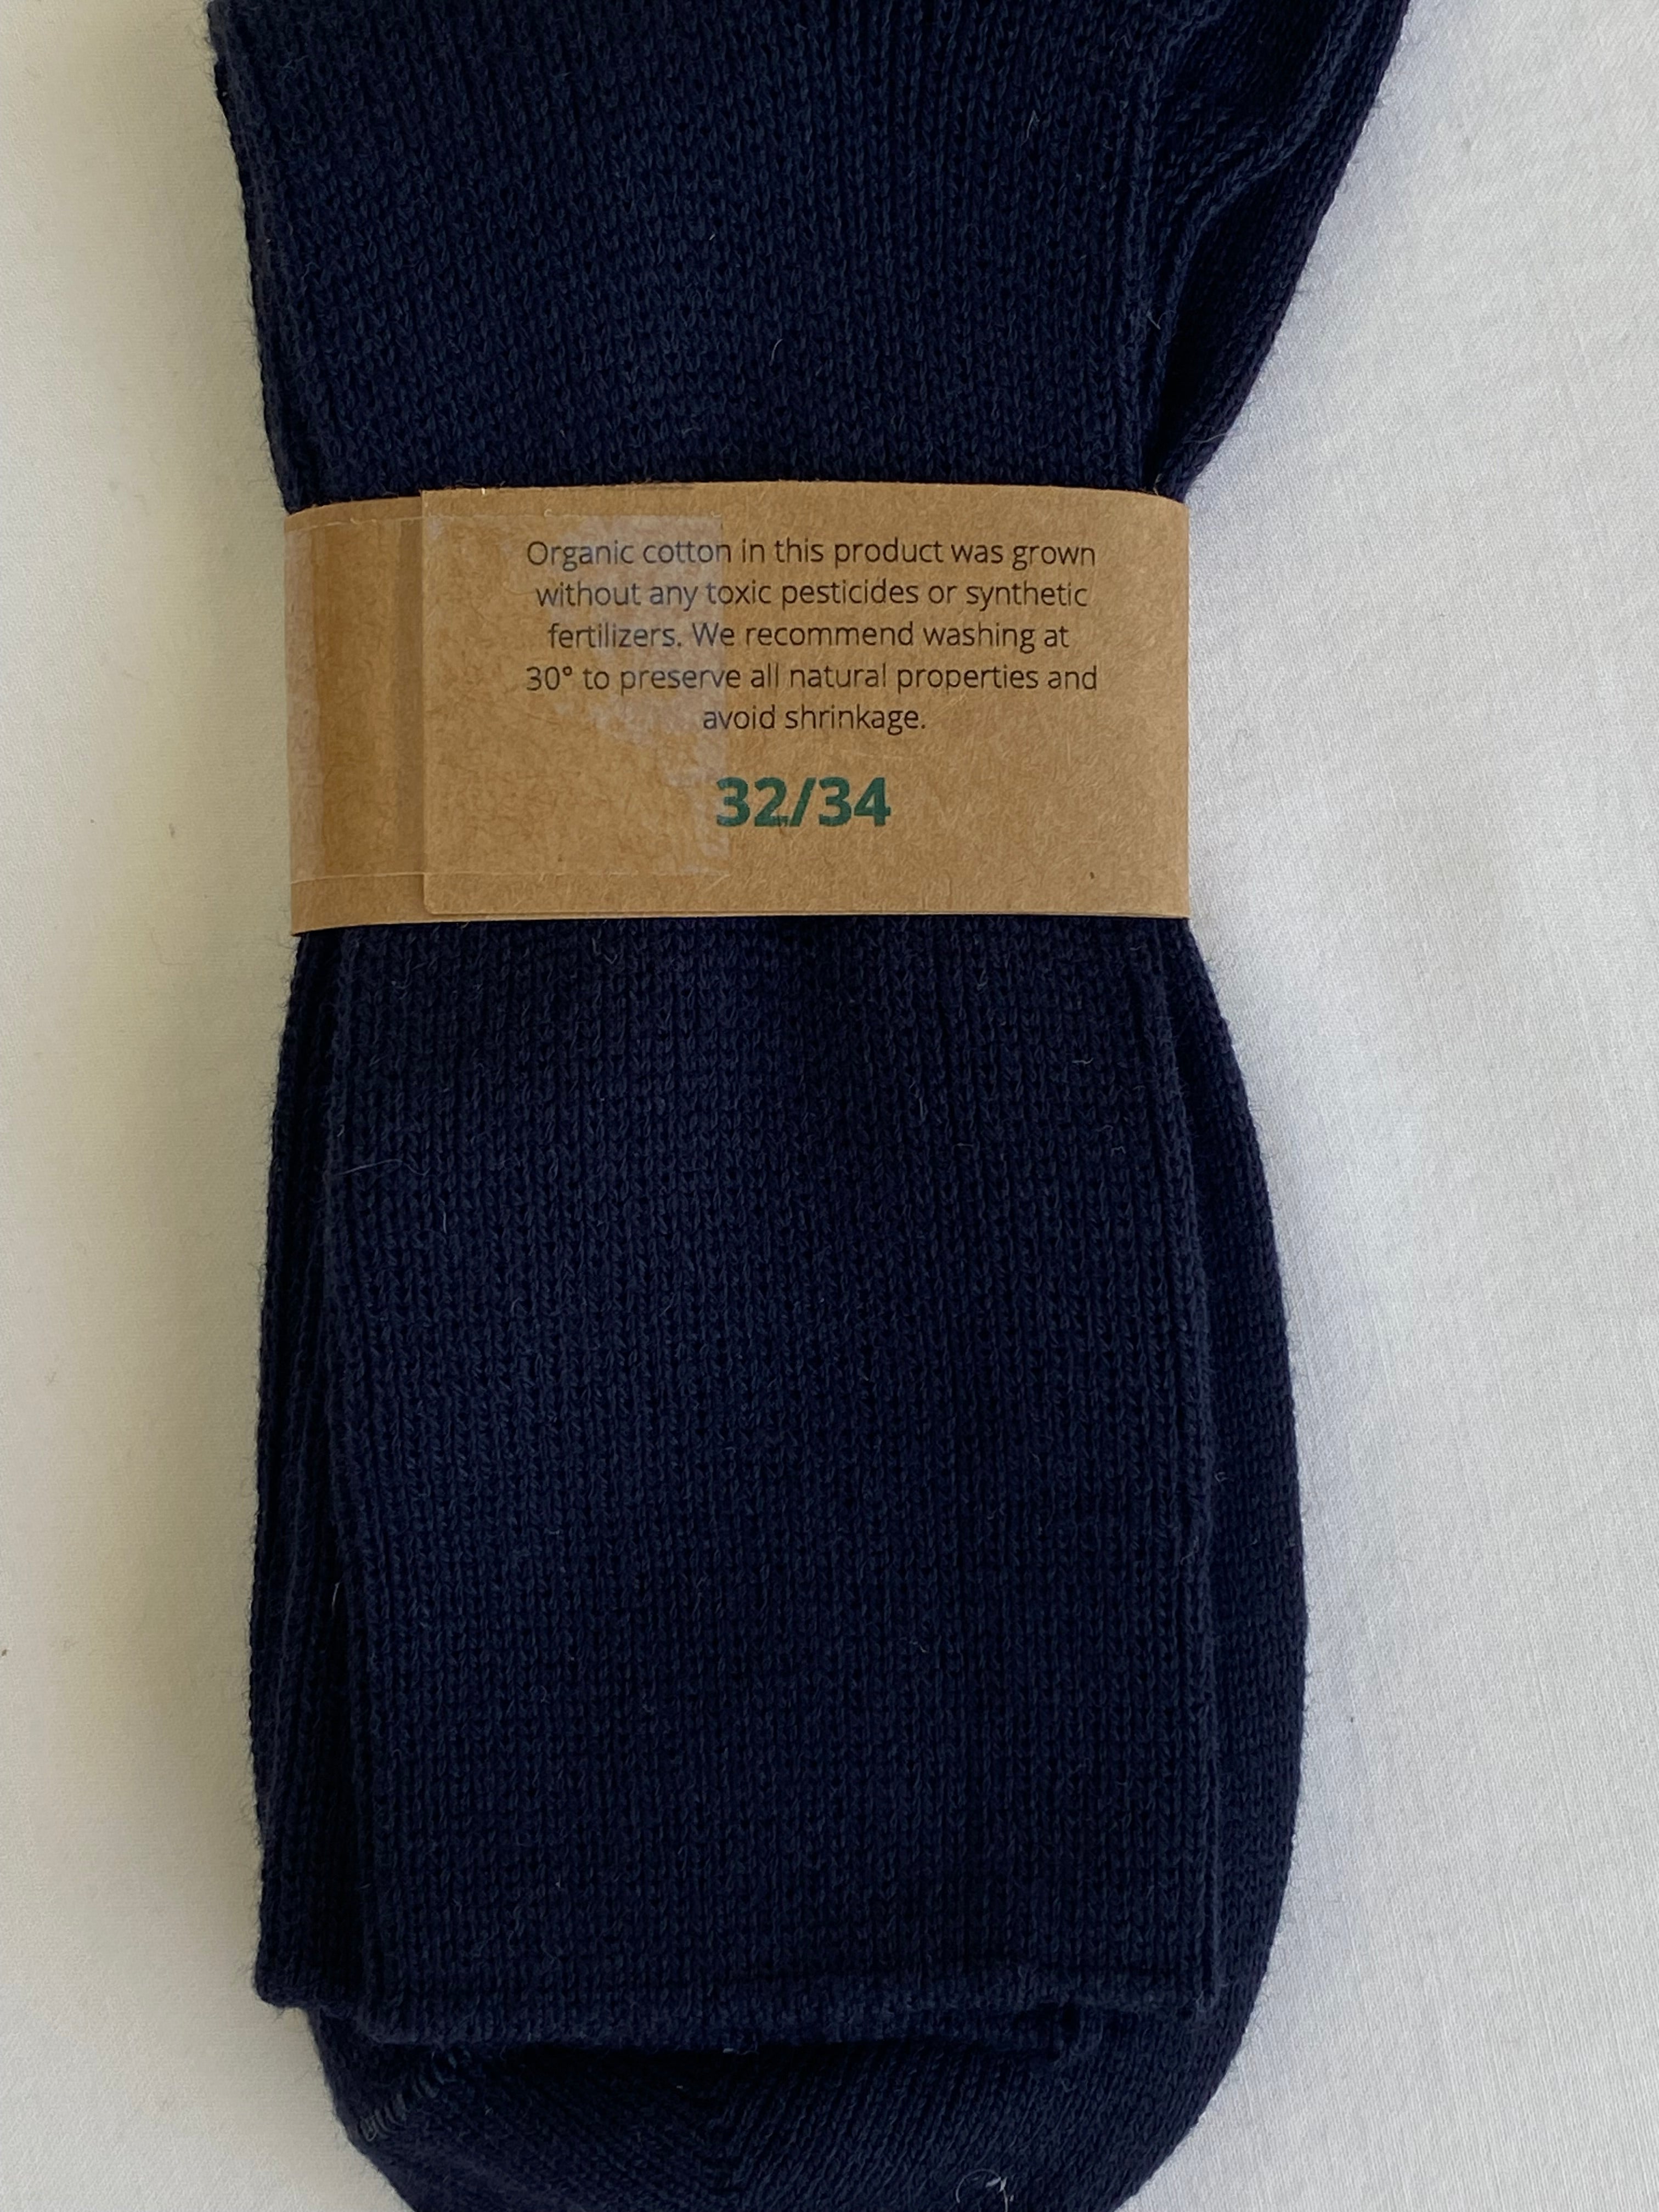 Organic cotton in this product was grown
without any toxic pesticides or synthetic
fertilizers. We recommend washing at
30° to preserve all natural properties and
avoid shrinkage.
32/34